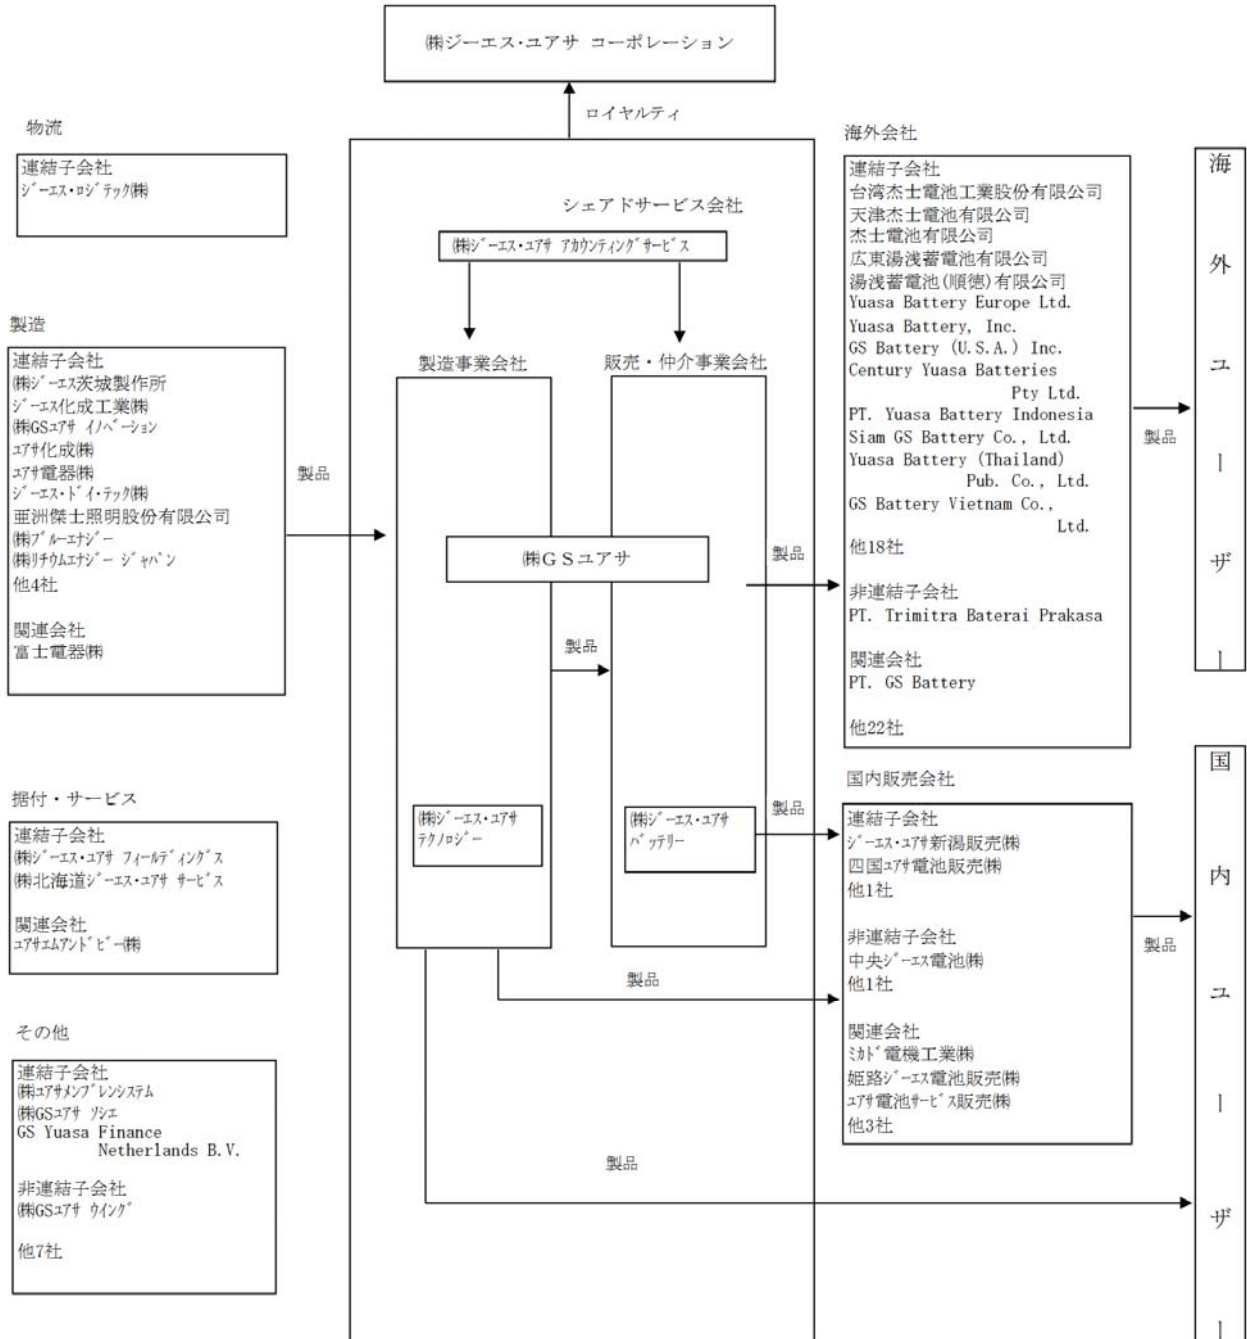 ㈱ジーエス・ユアサ コーポレーション
ロイヤルティ
物流
連結子会社
ジーエス・ロジテック㈱
製造
連結子会社
㈱ジーエス茨城製作所
ジーエス化成工業㈱
㈱GSユアサ イノベーション
ユアサ化成㈱
ユアサ電器㈱
ジーエス・ドイ・テック㈱
亜洲傑士照明股份有限公司
㈱ブルーエナジー
㈱リチウムエナジー ジャパン
他4社
関連会社
富士電器㈱
製品
据付・サービス
連結子会社
㈱ジーエス・ユアサ フィールディングス
㈱北海道ジーエス・ユアサ サービス
関連会社
ユアサエムアンドビー㈱
その他
連結子会社
㈱ユアサメンブレンシステム
㈱GSユアサ ソシエ
GS Yuasa Finance
Netherlands B.V.
非連結子会社
㈱GSユアサ ウイング
他7社
シェアドサービス会社
㈱ジーエス・ユアサ アカウンティングサービス
製造事業会社
販売・仲介事業会社
㈱GSユアサ
製品
製品
㈱ジーエス・ユアサ
テクノロジー
㈱ジーエス・ユアサ
バッテリー
製品
製品
製品
海外会社
連結子会社
台湾杰士電池工業股份有限公司
天津杰士電池有限公司
杰士電池有限公司
広東湯浅蓄電池有限公司
湯浅蓄電池(順徳)有限公司
Yuasa Battery Europe Ltd.
Yuasa Battery, Inc.
GS Battery (U.S.A.) Inc.
Century Yuasa Batteries
Pty Ltd.
PT. Yuasa Battery Indonesia
Siam GS Battery Co., Ltd.
Yuasa Battery (Thailand)
Pub. Co., Ltd.
GS Battery Vietnam Co.,
Ltd.
他18社
非連結子会社
PT. Trimitra Baterai Prakasa
関連会社
PT. GS Battery
他22社
製品
海外ユーザー
国内販売会社
連結子会社
ジーエス・ユアサ新潟販売㈱
四国ユアサ電池販売㈱
他1社
非連結子会社
中央ジーエス電池㈱
他1社
関連会社
ミカド電機工業㈱
姫路ジーエス電池販売㈱
ユアサ電池サービス販売㈱
他3社
製品
国内ユーザー